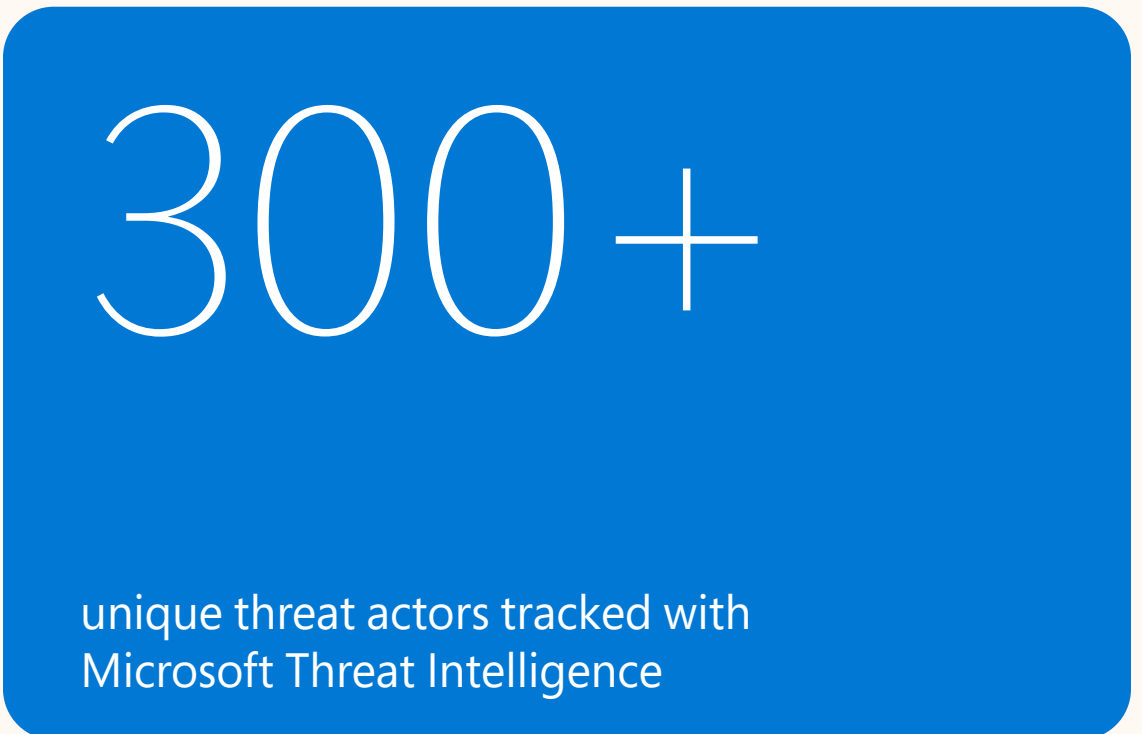 300+
unique threat actors tracked with
Microsoft Threat Intelligence